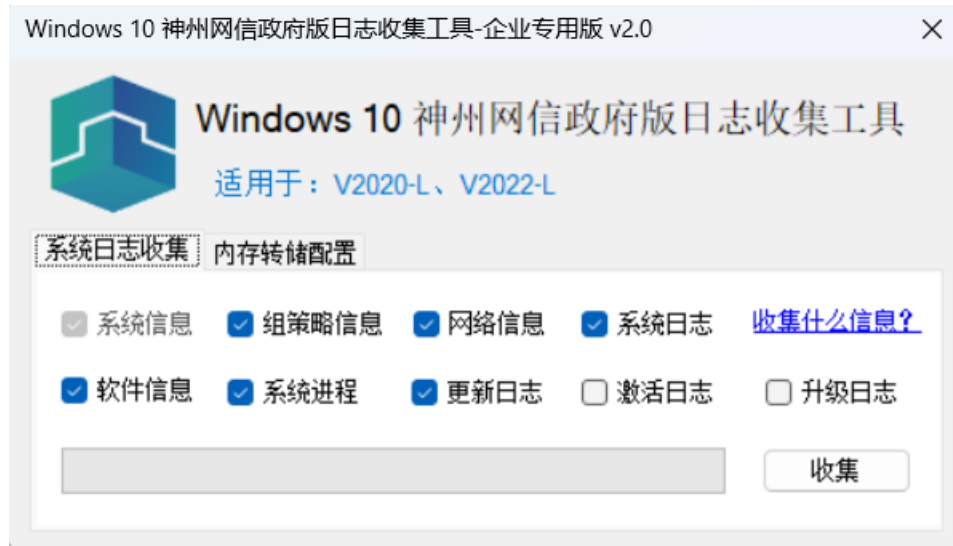 Windows 10 神州网信政府版日志收集工具-企业专用版 v2.0
Windows 10 神州网信政府版日志收集工具
适用于：V2020-L、V2022-L
系统日志收集 内存转储配置
系统信息 组策略信息 网络信息 系统日志 收集什么信息？
软件信息 系统进程 更新日志 激活日志 升级日志
收集